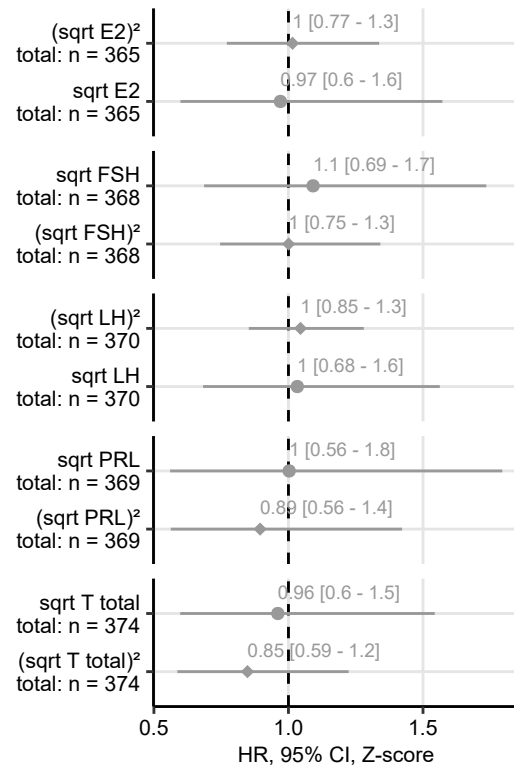 (sqrt E2)²
total: n = 365
1 [0.77 - 1.3]
sqrt E2
total: n = 365
0.97 [0.6 - 1.6]
sqrt FSH
total: n = 368
1.1 [0.69 - 1.7]
(sqrt FSH)²
total: n = 368
1 [0.75 - 1.3]
(sqrt LH)²
total: n = 370
1 [0.85 - 1.3]
sqrt LH
total: n = 370
1 [0.68 - 1.6]
sqrt PRL
total: n = 369
1 [0.56 - 1.8]
(sqrt PRL)²
total: n = 369
0.89 [0.56 - 1.4]
sqrt T total
total: n = 374
0.96 [0.6 - 1.5]
(sqrt T total)²
total: n = 374
0.85 [0.59 - 1.2]
0.5 1.0 1.5
HR, 95% CI, Z-score